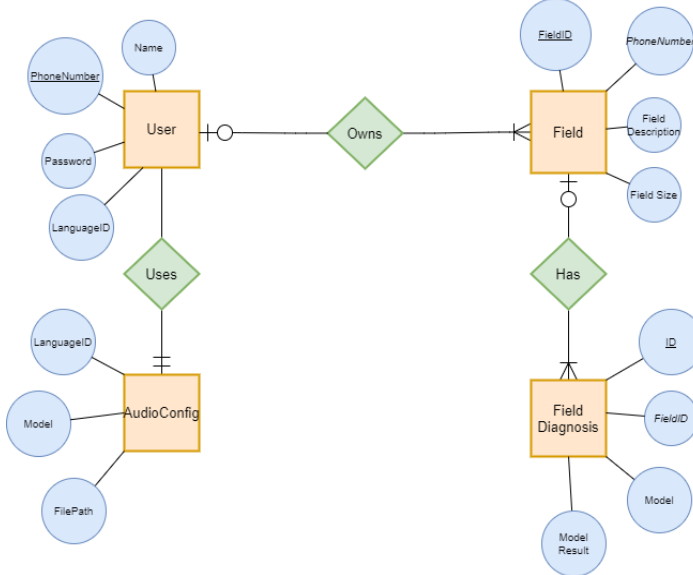 Name
FieldID
PhoneNumber
PhoneNumber
User
Owns
Field
Field
Description
Password
Field Size
LanguageID
Uses
Has
LanguageID
ID
AudioConfig
Field
Diagnosis
FieldID
Model
Model
FilePath
Model
Result